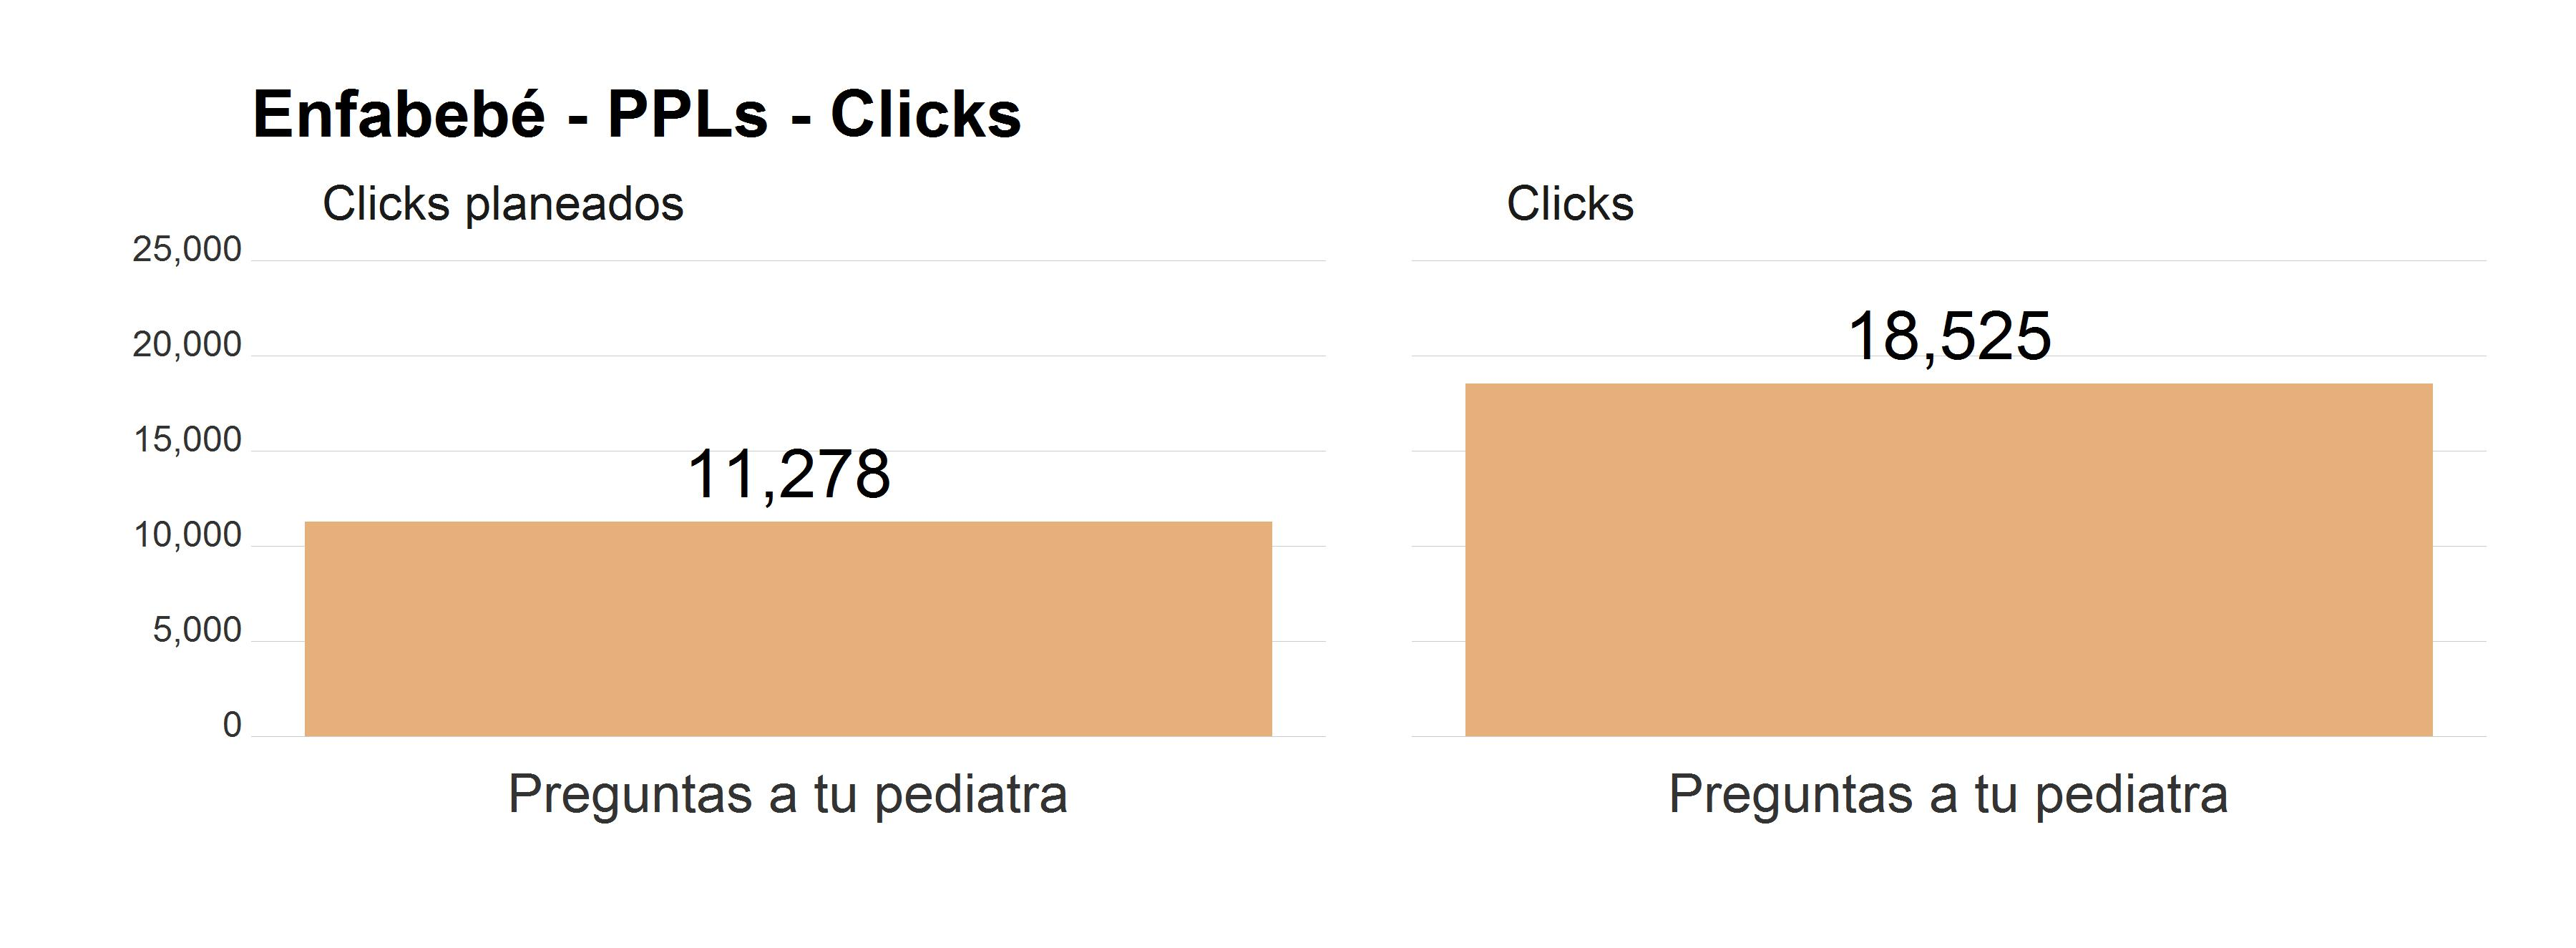 Enfabebé - PPLs - Clicks
Clicks planeados
25,000
20,000
15,000
10,000
5,000
0
11,278
Preguntas a tu pediatra
Clicks
18,525
Preguntas a tu pediatra